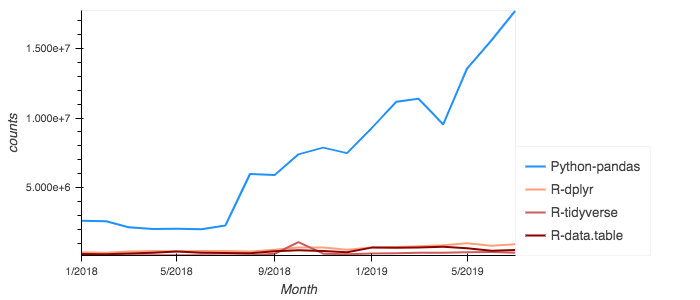 1.500e+7
1.000e+7
5.000e+6
counts
1/2018
5/2018
9/2018
1/2019
5/2019
Month
Python-pandas
R-dplyr
R-tidyverse
R-data.table